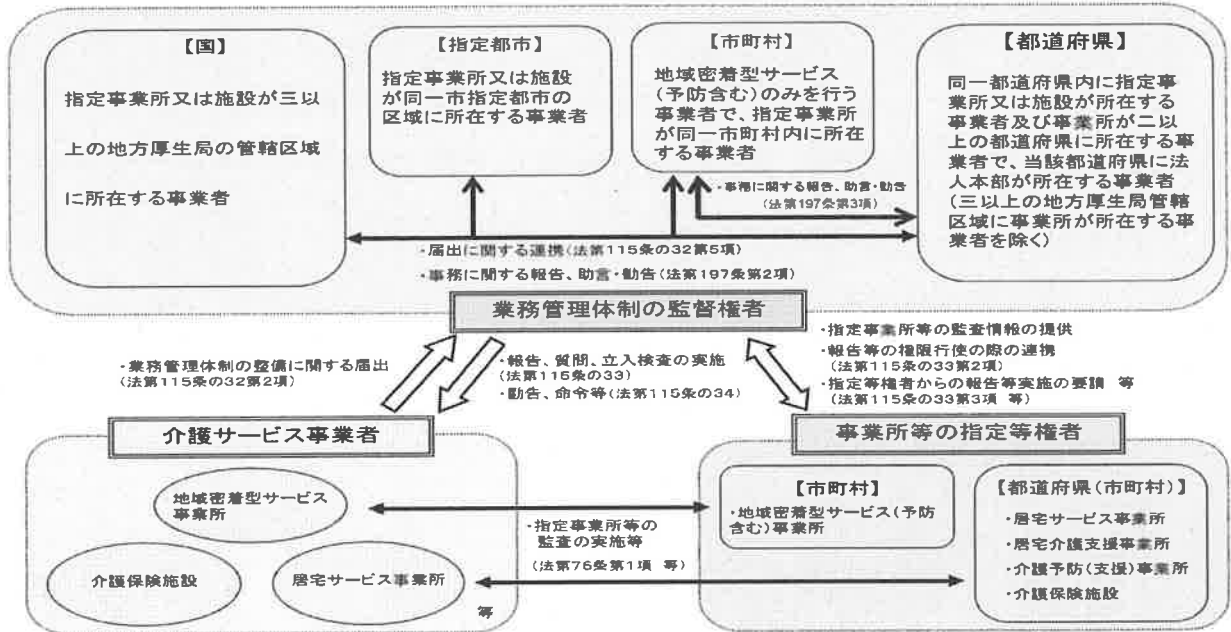 【国】
指定事業所又は施設が三以
上の地方厚生局の管轄区域
に所在する事業者
【指定都市】
指定事業所又は施設
が同一市指定都市の
区域に所在する事業者
【市町村】
地域密着型サービス
(予防含む)のみを行う
事業者で、指定事業所
が同一市町村内に所在
する事業者
【都道府県】
同一都道府県内に指定事
業所又は施設が所在する
事業者及び事業所が二以
上の都道府県に所在する事
業者で、当該都道府県に法
人本部が所在する事業者
(三以上の地方厚生局管轄
区域に事業所が所在する事
業者を除く)
・事務に関する報告、助言・勧告
(法第197条第3項)
・届出に関する連携(法第115条の32第5項)
・事務に関する報告、助言・勧告(法第197条第2項)
業務管理体制の監督権者
・業務管理体制の整備に関する届出
(法第115条の32第2項)
・報告、質問、立入検査の実施
(法第115条の33)
・勧告、命令等(法第115条の34)
・指定事業所等の監査情報の提供
・報告等の権限行使の際の連携
(法第115条の33第2項)
・指定等権者からの報告等実施の要請 等
(法第115条の33第3項 等)
介護サービス事業者
地域密着型サービス
事業所
介護保険施設
居宅サービス事業所
等
・指定事業所等の
監査の実施等
(法第76条第1項 等)
事業所等の指定等権者
【市町村】
・地域密着型サービス(予防
含む)事業所
【都道府県(市町村)】
・居宅サービス事業所
・居宅介護支援事業所
・介護予防(支援)事業所
・介護保険施設